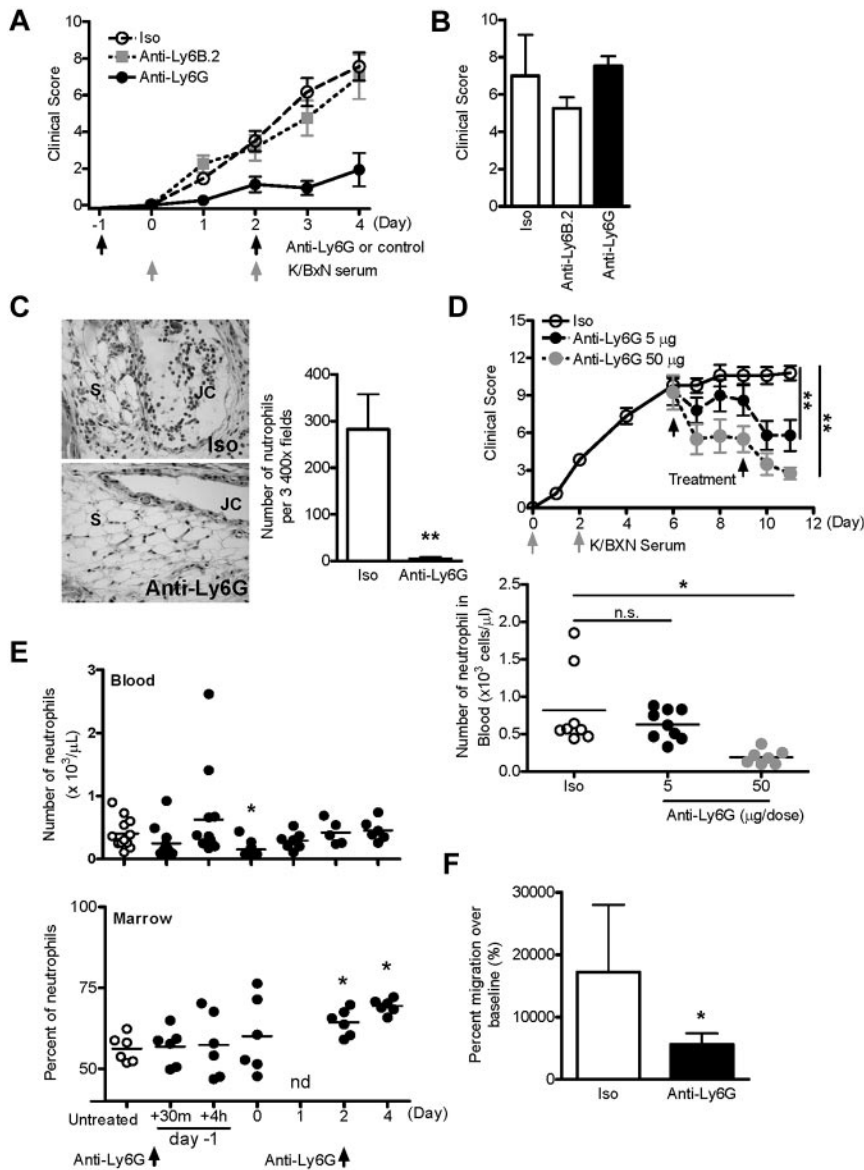 A
Iso
Anti-Ly6B.2
Anti-Ly6G
Clinical Score
8
6
4
2
0
-1 0 1 2 3 4 (Day)
Anti-Ly6G or control
K/BxN serum
B
Clinical Score
10
8
6
4
2
0
Iso
Anti-Ly6B.2
Anti-Ly6G
C
S
JC
Iso
S
JC
Anti-Ly6G
Number of nutrophils
per 3 400x fields
400
300
200
100
0
**
Iso Anti-Ly6G
D
Iso
Anti-Ly6G 5 µg
Anti-Ly6G 50 µg
Clinical Score
15
12
9
6
3
0
**
**
Treatment
0 2 4 6 8 10 12 (Day)
K/BXN Serum
Number of neutrophil in
Blood (x10³ cells/µl)
2.5
2.0
1.5
1.0
0.5
0.0
*
n.s.
Iso 5 50
Anti-Ly6G (µg/dose)
E
Blood
Number of neutrophils
(x 10³/µL)
3
2
1
0
*
Marrow
Percent of neutrophils
100
75
50
* *
nd
Untreated +30m +4h 0 1 2 4 (Day)
day -1
Anti-Ly6G Anti-Ly6G
F
Percent migration over
baseline (%)
30000
20000
10000
0
*
Iso Anti-Ly6G